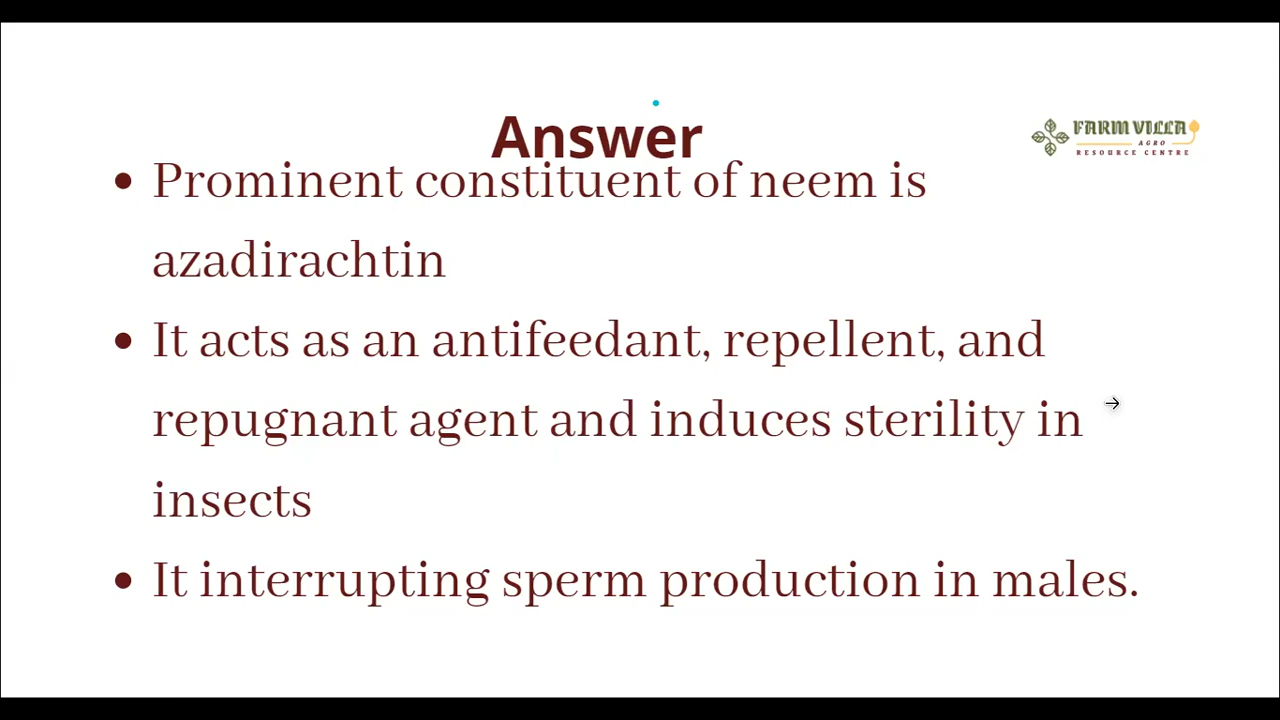 Answer
FARM VILLA
AGRO
RESOURCE CENTRE
• Prominent constituent of neem is
azadirachtin
• It acts as an antifeedant, repellent, and
repugnant agent and induces sterility in
insects
• It interrupting sperm production in males.